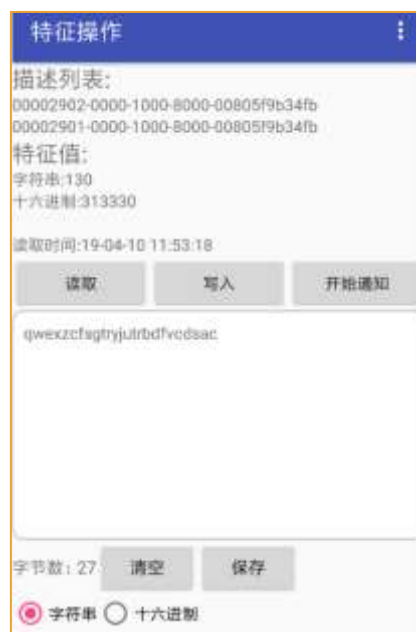 特征操作
描述列表:
00002902-0000-1000-8000-00805f9b34fb
00002901-0000-1000-8000-00805f9b34fb
特征值:
字符串:130
十六进制:313330
读取时间:19-04-10 11:53:18
读取 写入 开始通知
字节数: 27 清空 保存
字符串 十六进制